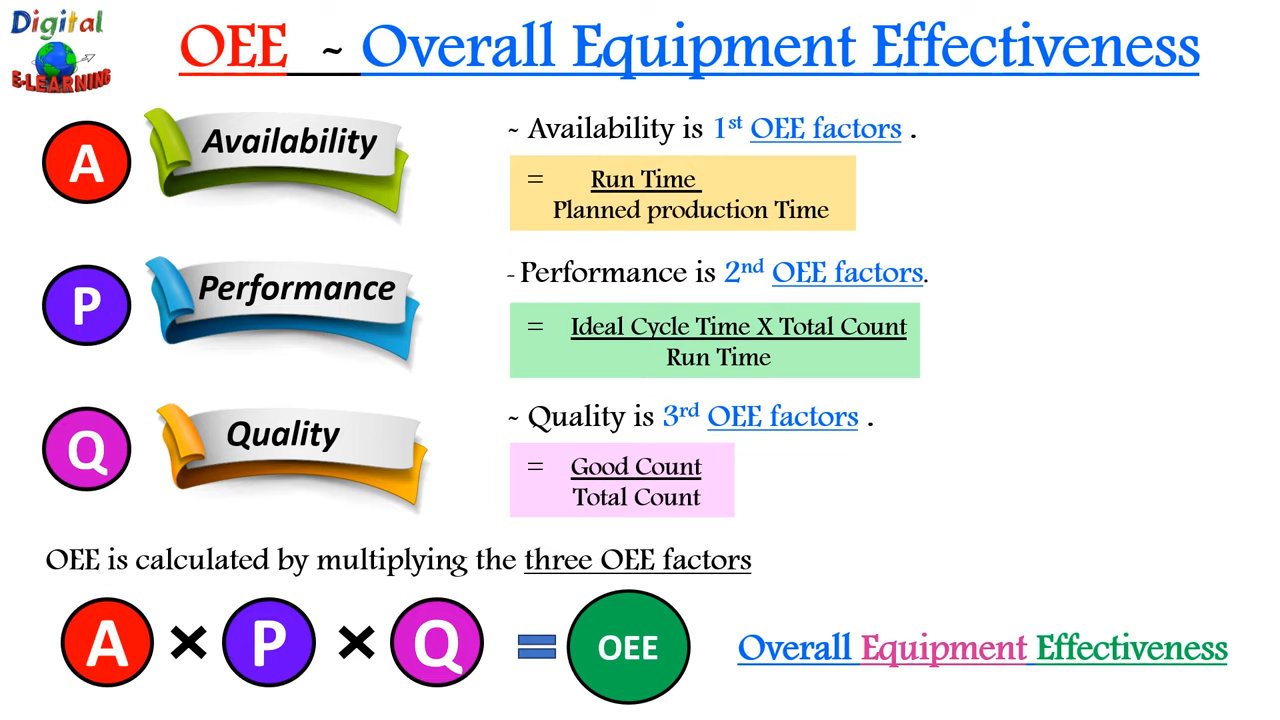 Digital
E-LEARNING
OEE ~ Overall Equipment Effectiveness
A
Availability
~ Availability is 1st OEE factors .
= Run Time
Planned production Time
P
Performance
- Performance is 2nd OEE factors.
= Ideal Cycle Time X Total Count
Run Time
Q
Quality
~ Quality is 3rd OEE factors .
= Good Count
Total Count
OEE is calculated by multiplying the three OEE factors
A × P × Q = OEE
Overall Equipment Effectiveness